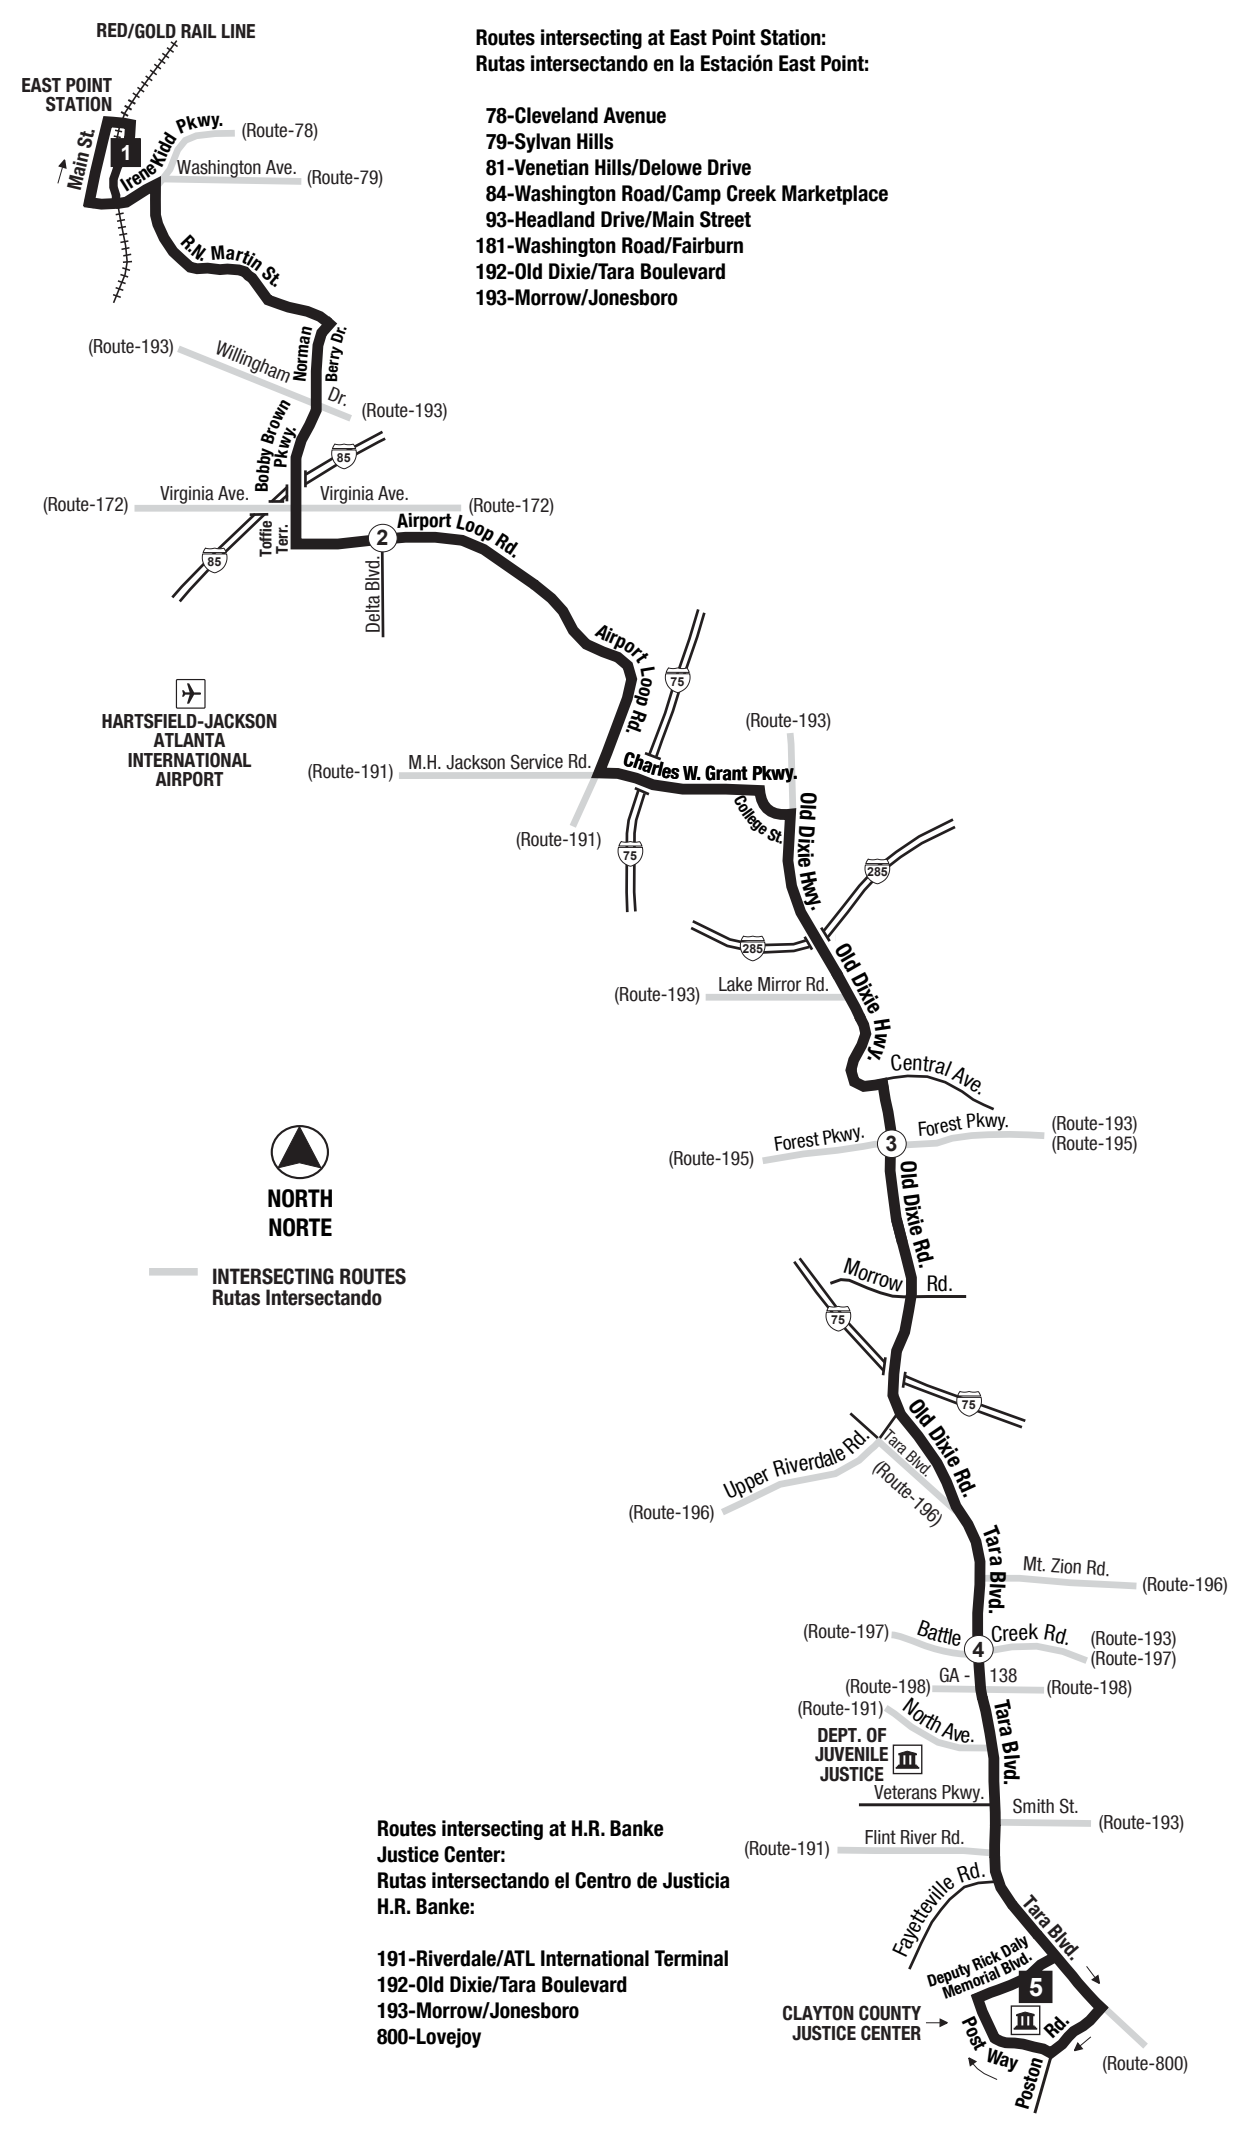 RED/GOLD RAIL LINE
EAST POINT
STATION
Main St.
1
Irene Kidd Pkwy.
(Route-78)
Washington Ave.
(Route-79)
Routes intersecting at East Point Station:
Rutas intersectando en la Estación East Point:
78-Cleveland Avenue
79-Sylvan Hills
81-Venetian Hills/Delowe Drive
84-Washington Road/Camp Creek Marketplace
93-Headland Drive/Main Street
181-Washington Road/Fairburn
192-Old Dixie/Tara Boulevard
193-Morrow/Jonesboro
R.N. Martin St.
Norman
Berry Dr.
(Route-193)
Willingham
Dr.
(Route-193)
Bobby Brown
Pkwy.
85
(Route-172)
Virginia Ave.
Virginia Ave.
(Route-172)
Toffie
Terr.
85
2
Airport Loop Rd.
Delta Blvd.
Airport Loop Rd.
75
HARTSFIELD-JACKSON
ATLANTA
INTERNATIONAL
AIRPORT
(Route-191)
M.H. Jackson Service Rd.
Charles W. Grant Pkwy.
(Route-193)
(Route-191)
75
College St.
Old Dixie Hwy.
285
285
Old Dixie Hwy.
(Route-193)
Lake Mirror Rd.
Central Ave.
(Route-195)
Forest Pkwy.
3
Forest Pkwy.
(Route-193)
(Route-195)
Old Dixie Rd.
NORTH
NORTE
INTERSECTING ROUTES
Rutas Intersectando
Morrow
Rd.
75
75
Old Dixie Rd.
Upper Riverdale Rd.
Tara Blvd.
(Route-196)
(Route-196)
Tara Blvd.
Mt. Zion Rd.
(Route-196)
(Route-197)
Battle
4
Creek Rd.
(Route-193)
(Route-197)
(Route-198)
GA -
138
(Route-198)
(Route-191)
North Ave.
Tara Blvd.
DEPT. OF
JUVENILE
JUSTICE
Veterans Pkwy.
Smith St.
(Route-193)
(Route-191)
Flint River Rd.
Fayetteville Rd.
Tara Blvd.
Routes intersecting at H.R. Banke
Justice Center:
Rutas intersectando el Centro de Justicia
H.R. Banke:
191-Riverdale/ATL International Terminal
192-Old Dixie/Tara Boulevard
193-Morrow/Jonesboro
800-Lovejoy
Deputy Rick Daly
Memorial Blvd.
5
CLAYTON COUNTY
JUSTICE CENTER
Post Way
Poston
Rd.
(Route-800)